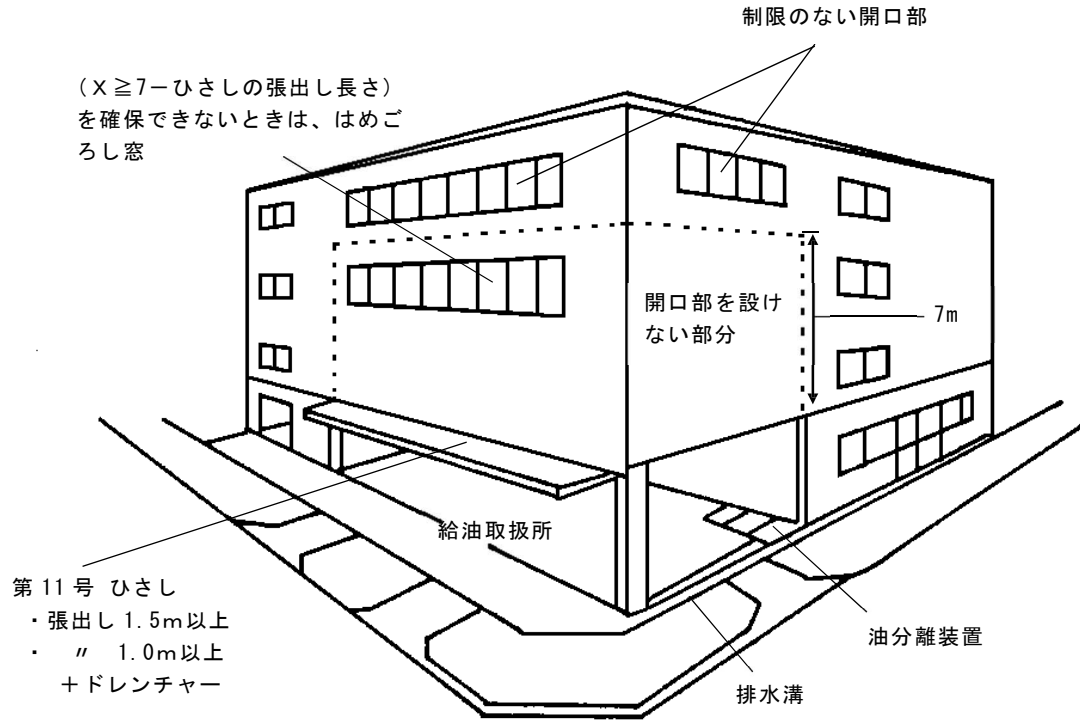 制限のない開口部
(X≧7－ひさしの張出し長さ)
を確保できないときは、はめご
ろし窓
開口部を設け
ない部分
7m
給油取扱所
第11号 ひさし
・張出し1.5m以上
・ 〃 1.0m以上
＋ドレンチャー
油分離装置
排水溝